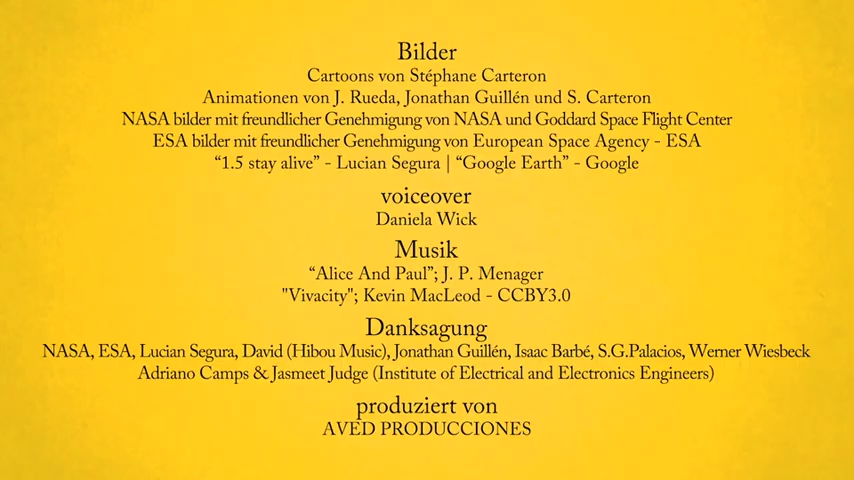 Bilder
Cartoons von Stéphane Carteron
Animationen von J. Rueda, Jonathan Guillén und S. Carteron
NASA bilder mit freundlicher Genehmigung von NASA und Goddard Space Flight Center
ESA bilder mit freundlicher Genehmigung von European Space Agency - ESA
“1.5 stay alive” - Lucian Segura | “Google Earth” - Google
voiceover
Daniela Wick
Musik
“Alice And Paul”; J. P. Menager
"Vivacity"; Kevin MacLeod - CCBY3.0
Danksagung
NASA, ESA, Lucian Segura, David (Hibou Music), Jonathan Guillén, Isaac Barbé, S.G.Palacios, Werner Wiesbeck
Adriano Camps & Jasmeet Judge (Institute of Electrical and Electronics Engineers)
produziert von
AVED PRODUCCIONES